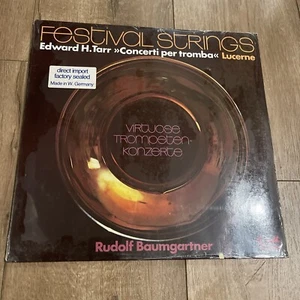 Festival Strings
Edward H.Tarr »Concerti per tromba« Lucerne
direct import
factory sealed
Made in W. Germany
Virtuose
Trompeten-
Konzerte
Rudolf Baumgartner